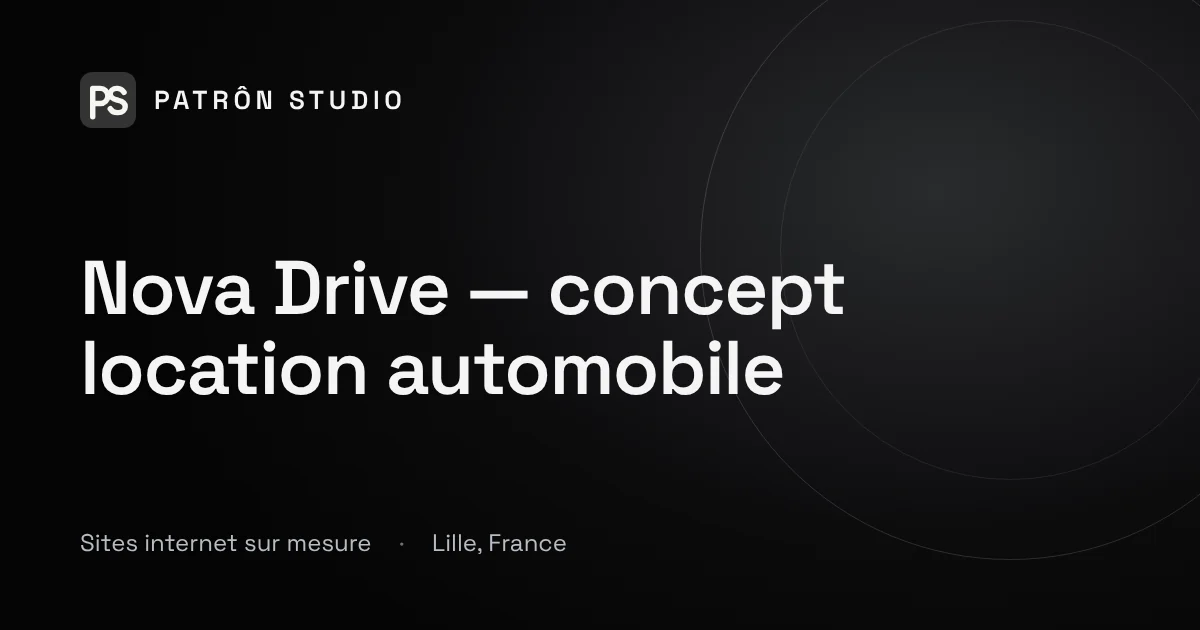 PS PATRÔN STUDIO
Nova Drive — concept
location automobile
Sites internet sur mesure · Lille, France